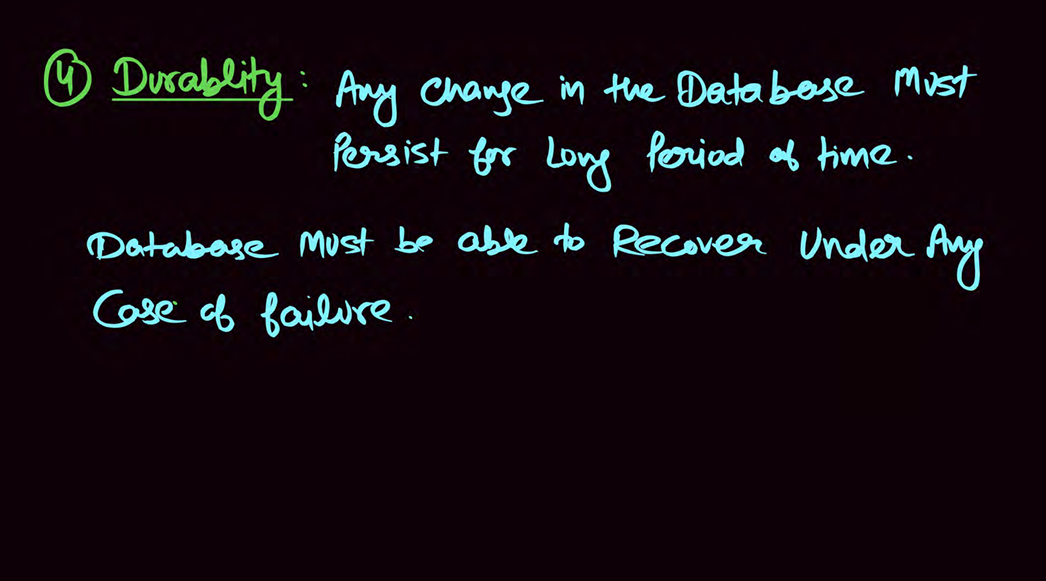 ④ Durablity : Any change in the Database Must
Persist for Long Period of time.
Database Must be able to Recover Under Any
Case of failure.